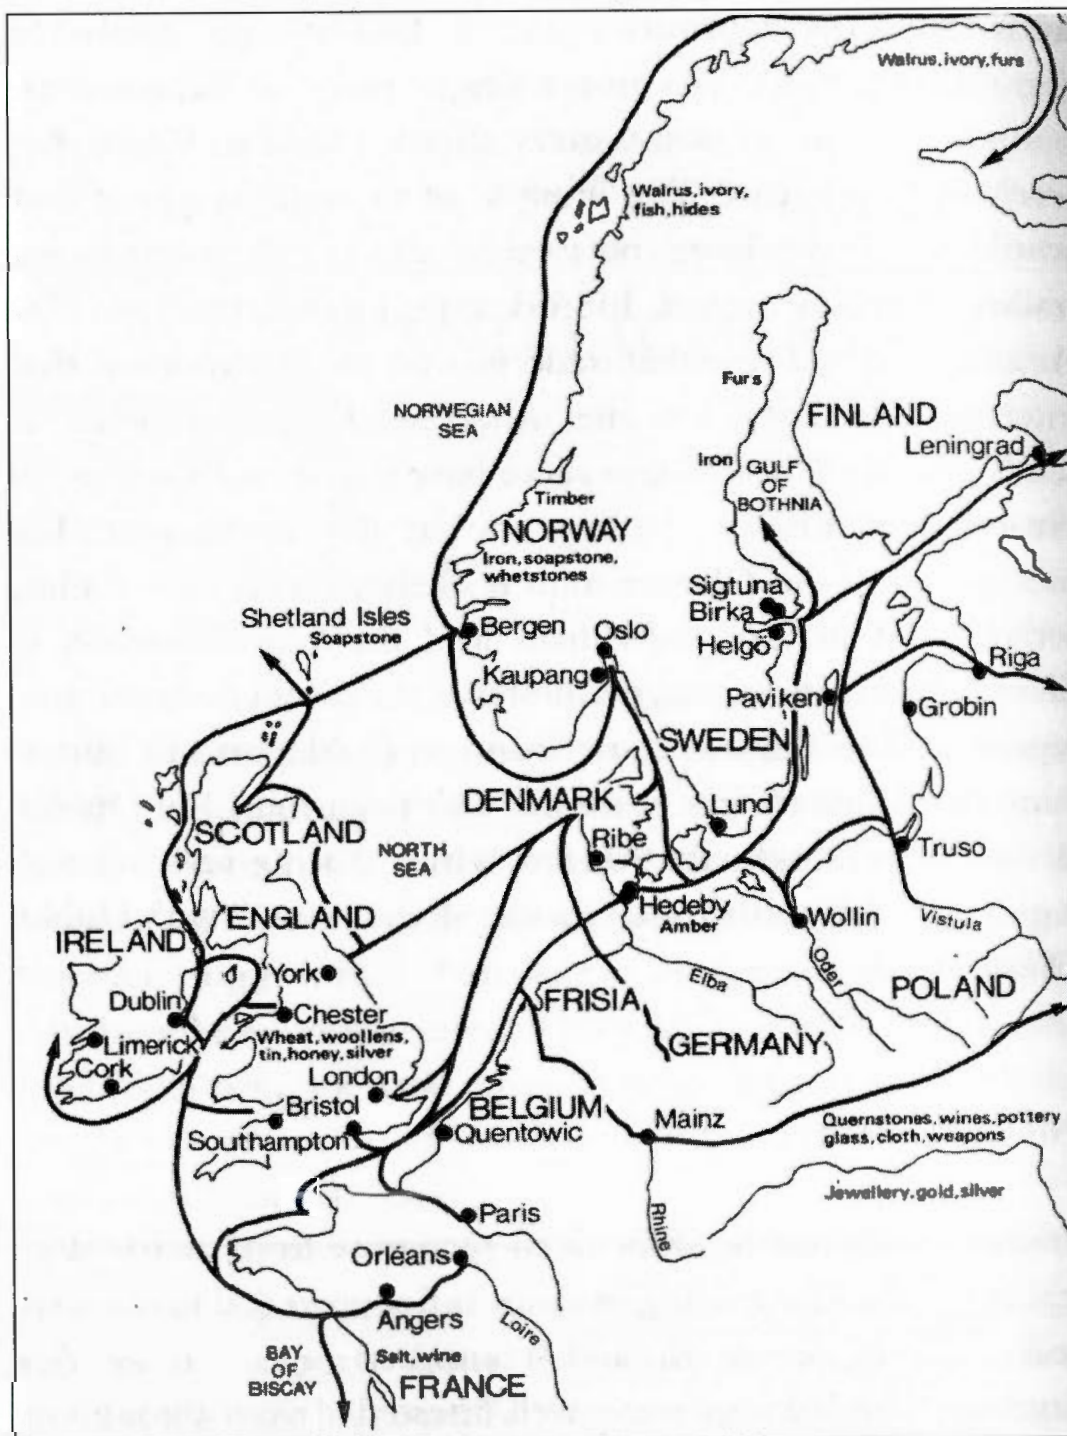 Walrus, ivory, furs
Walrus, ivory,
fish, hides
Furs
FINLAND
NORWEGIAN
SEA
Leningrad
Iron
GULF
OF
BOTHNIA
Timber
NORWAY
Iron, soapstone,
whetstones
Sigtuna
Birka
Helgö
Shetland Isles
Soapstone
Bergen
Oslo
Kaupang
Riga
Paviken
Grobin
SWEDEN
DENMARK
Lund
SCOTLAND
NORTH
SEA
Ribe
Truso
Hedeby
Amber
Wollin
Vistula
ENGLAND
IRELAND
York
Elba
Oder
POLAND
Dublin
FRISIA
Chester
Limerick
Wheat, woollens,
tin, honey, silver
GERMANY
Cork
London
Bristol
BELGIUM
Mainz
Southampton
Quentowic
Quernstones, wines, pottery
glass, cloth, weapons
Jewellery, gold, silver
Rhine
Paris
Orléans
Angers
Loire
Salt, wine
BAY
OF
BISCAY
FRANCE